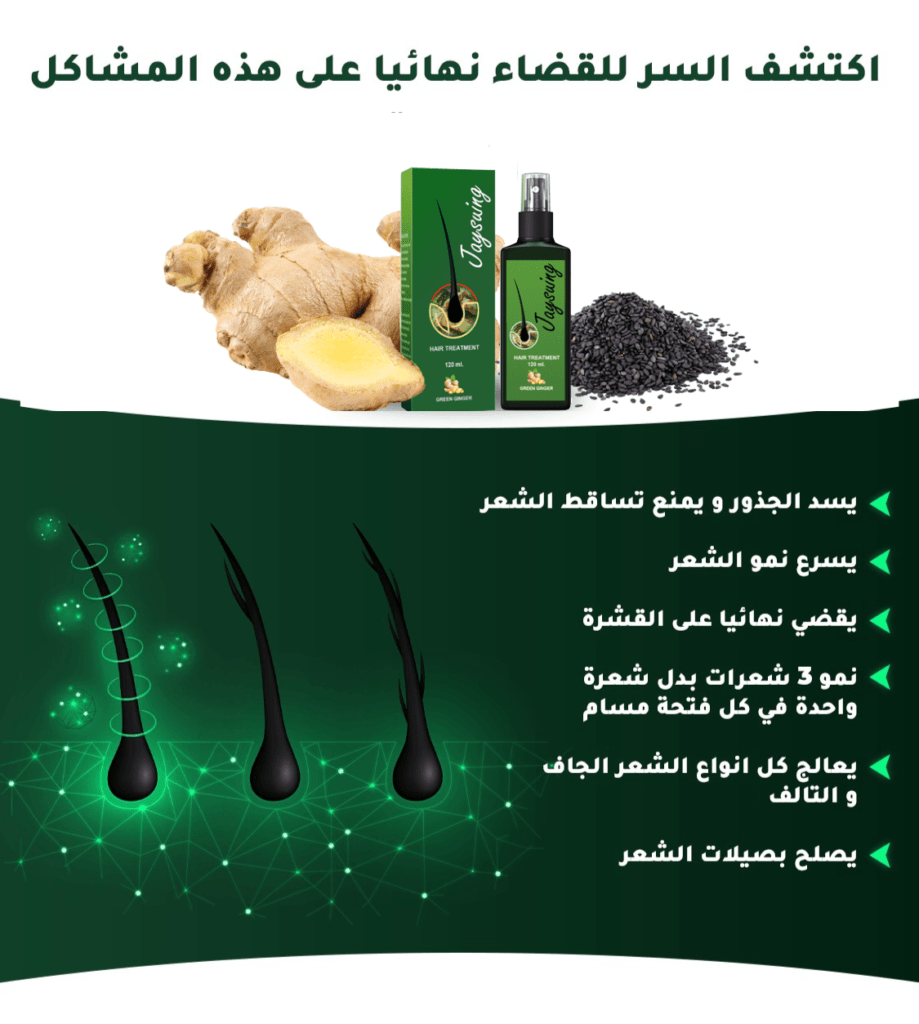 اكتشف السر للقضاء نهائيا على هذه المشاكل
Jayswing
HAIR TREATMENT
120 ml.
GREEN GINGER
Jayswing
HAIR TREATMENT
120 ml.
GREEN GINGER
يسد الجذور و يمنع تساقط الشعر
يسرع نمو الشعر
يقضي نهائيا على القشرة
نمو 3 شعرات بدل شعرة
واحدة في كل فتحة مسام
يعالج كل انواع الشعر الجاف
و التالف
يصلح بصيلات الشعر